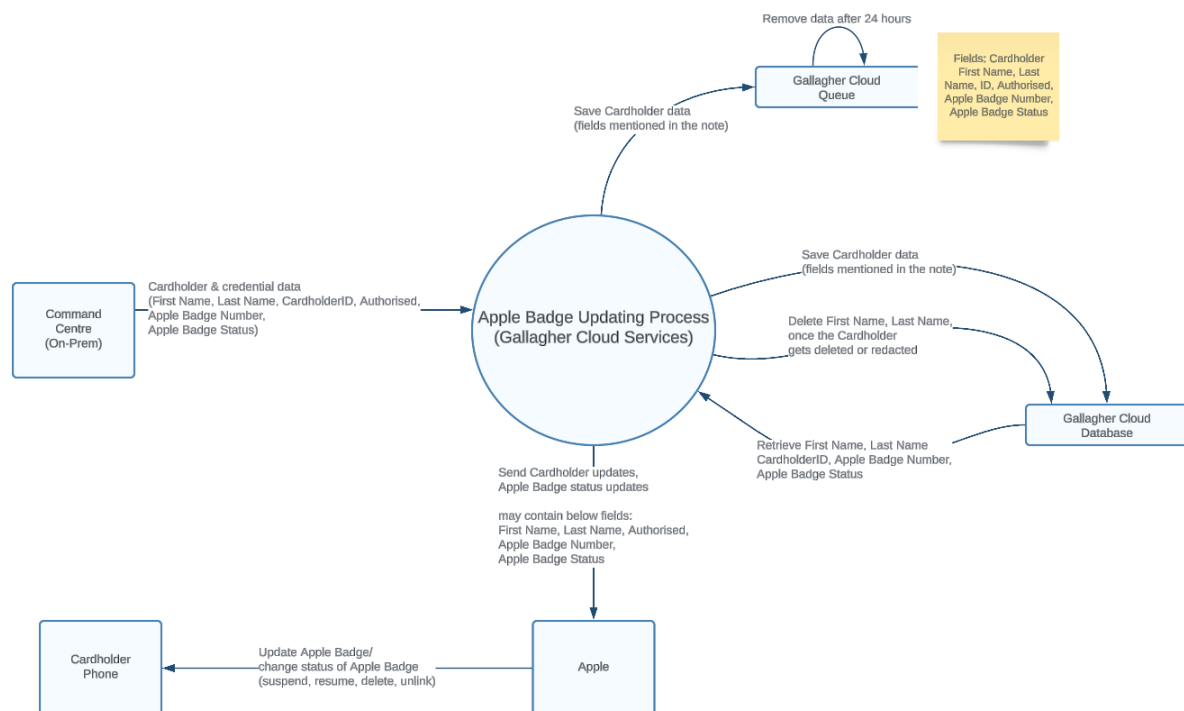 Remove data after 24 hours
Gallagher Cloud
Queue
Fields: Cardholder
First Name, Last
Name, ID, Authorised,
Apple Badge Number,
Apple Badge Status
Save Cardholder data
(fields mentioned in the note)
Save Cardholder data
(fields mentioned in the note)
Cardholder & credential data
(First Name, Last Name, CardholderID, Authorised,
Apple Badge Number,
Apple Badge Status)
Command
Centre
(On-Prem)
Apple Badge Updating Process
(Gallagher Cloud Services)
Delete First Name, Last Name,
once the Cardholder
gets deleted or redacted
Gallagher Cloud
Database
Retrieve First Name, Last Name
CardholderID, Apple Badge Number,
Apple Badge Status
Send Cardholder updates,
Apple Badge status updates
may contain below fields:
First Name, Last Name, Authorised,
Apple Badge Number,
Apple Badge Status
Cardholder
Phone
Update Apple Badge/
change status of Apple Badge
(suspend, resume, delete, unlink)
Apple